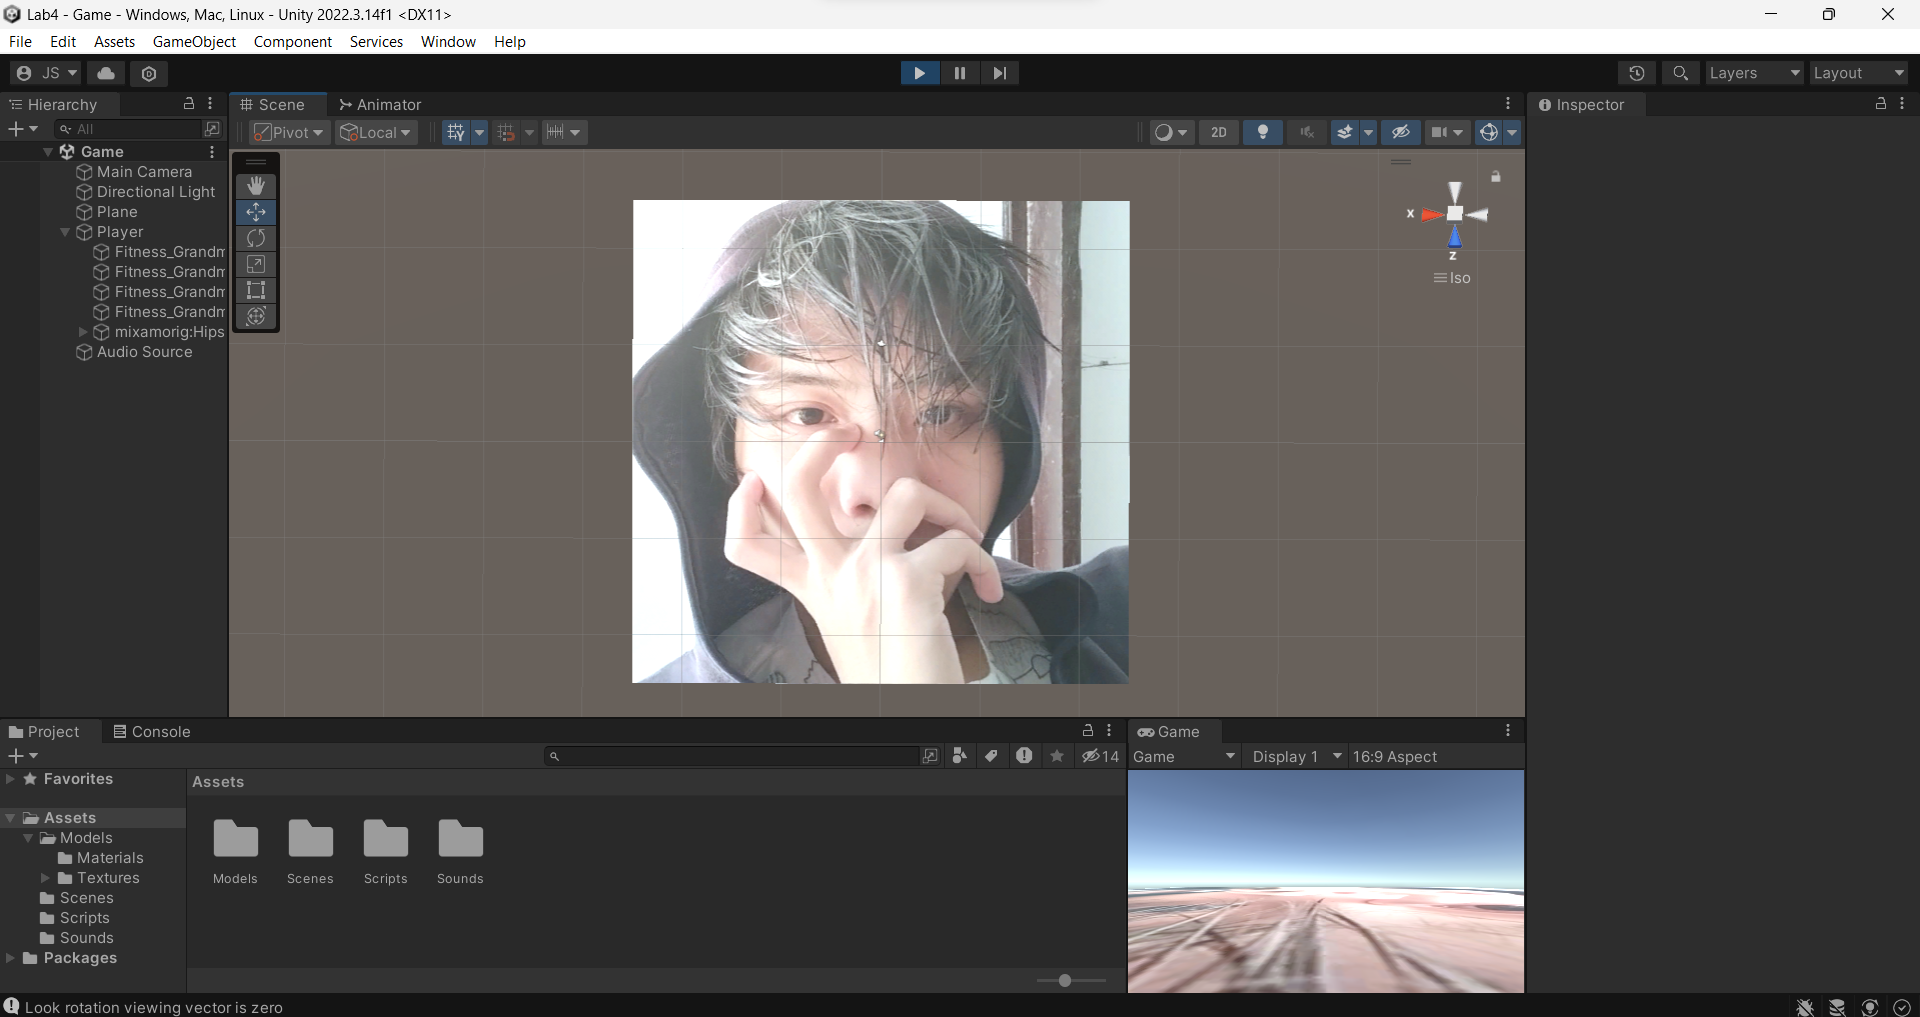 Lab4 - Game - Windows, Mac, Linux - Unity 2022.3.14f1 <DX11>
File Edit Assets GameObject Component Services Window Help
JS Layers Layout
Hierarchy
All
Game
Main Camera
Directional Light
Plane
Player
Fitness_Grandm
Fitness_Grandm
Fitness_Grandm
Fitness_Grandm
mixamorig:Hips
Audio Source
Scene Animator
Pivot Local 2D
x
z
Iso
Inspector
Project Console
14
Favorites
Assets
Models
Materials
Textures
Scenes
Scripts
Sounds
Packages
Assets
Models Scenes Scripts Sounds
Game
Game Display 1 16:9 Aspect
Look rotation viewing vector is zero